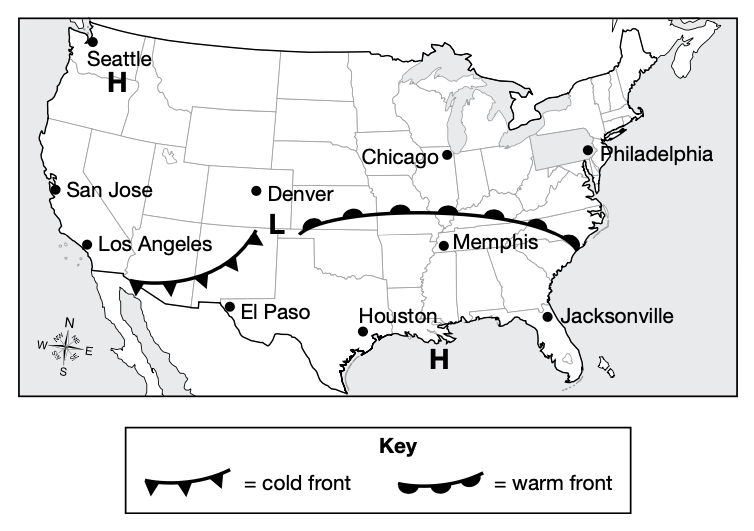 Seattle
H
Chicago
Philadelphia
San Jose
Denver
L
Los Angeles
Memphis
El Paso
Houston
Jacksonville
H
N
NW NE
W E
SW SE
S
Key
= cold front
= warm front